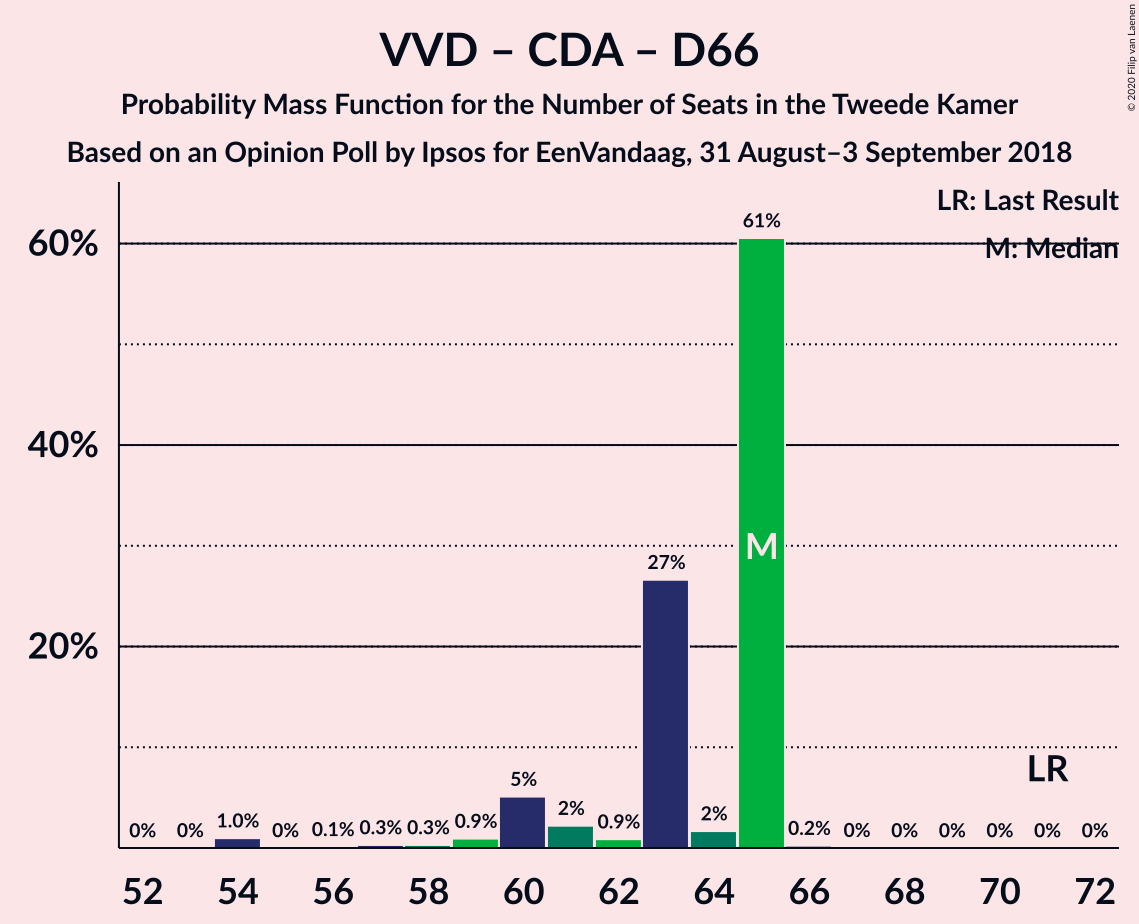 VVD – CDA – D66
Probability Mass Function for the Number of Seats in the Tweede Kamer
Based on an Opinion Poll by Ipsos for EenVandaag, 31 August–3 September 2018
© 2020 Filip van Laenen
LR: Last Result
M: Median
60%
40%
20%
0% 0% 1.0% 0% 0.1% 0.3% 0.3% 0.9% 5% 2% 0.9% 27% 2% 61% 0.2% 0% 0% 0% 0% 0% 0%
M
LR
52 54 56 58 60 62 64 66 68 70 72